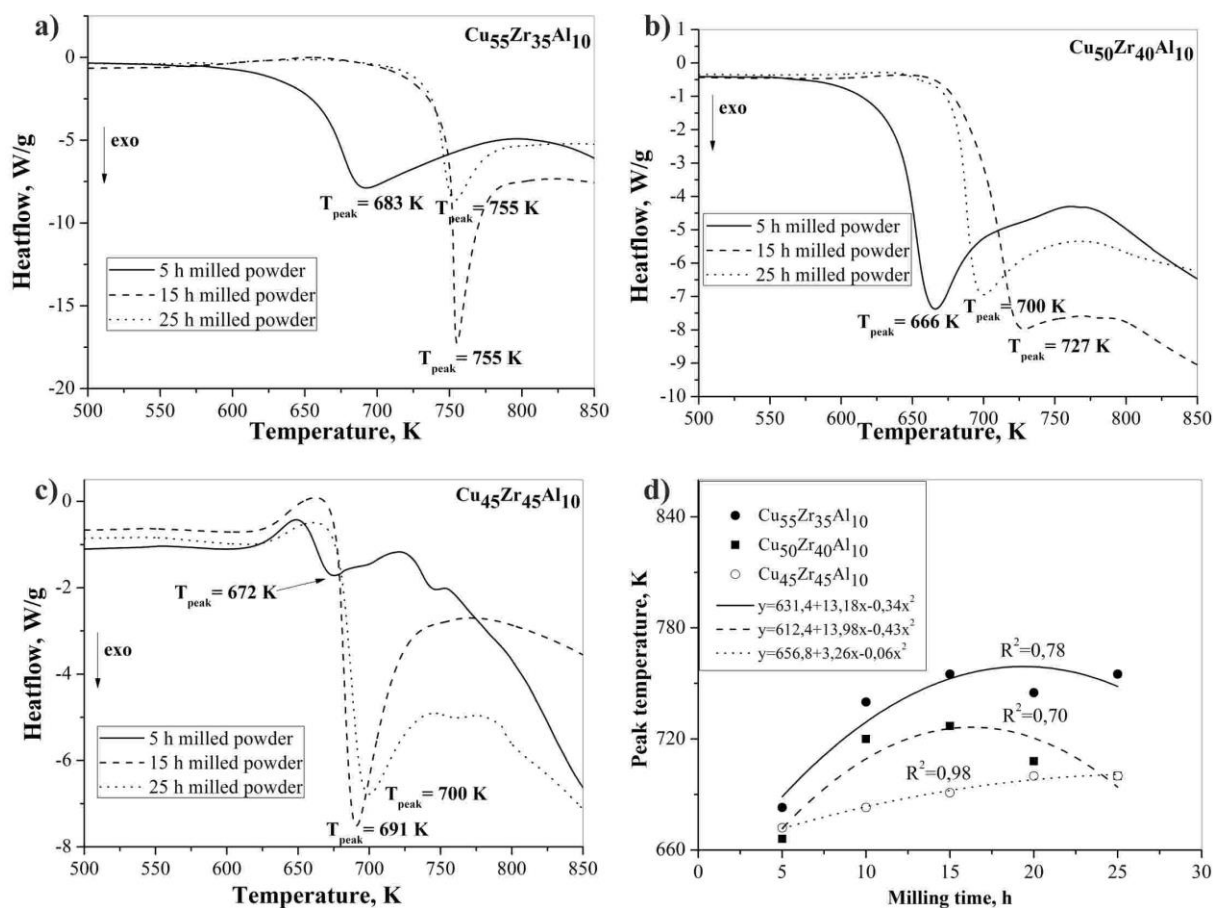 a)
Cu55Zr35Al10
exo
Heatflow, W/g
0
-5
-10
-15
-20
Tpeak = 683 K
Tpeak = 755 K
Tpeak = 755 K
5 h milled powder
15 h milled powder
25 h milled powder
500 550 600 650 700 750 800 850
Temperature, K
b)
Cu50Zr40Al10
exo
Heatflow, W/g
1
0
-1
-2
-3
-4
-5
-6
-7
-8
-9
-10
5 h milled powder
15 h milled powder
25 h milled powder
Tpeak = 666 K
Tpeak = 700 K
Tpeak = 727 K
500 550 600 650 700 750 800 850
Temperature, K
c)
Cu45Zr45Al10
exo
Heatflow, W/g
0
-2
-4
-6
-8
Tpeak = 672 K
Tpeak = 700 K
Tpeak = 691 K
5 h milled powder
15 h milled powder
25 h milled powder
500 550 600 650 700 750 800 850
Temperature, K
d)
Peak temperature, K
840
780
720
660
Cu55Zr35Al10
Cu50Zr40Al10
Cu45Zr45Al10
y=631,4+13,18x-0,34x²
y=612,4+13,98x-0,43x²
y=656,8+3,26x-0,06x²
R²=0,78
R²=0,70
R²=0,98
0 5 10 15 20 25 30
Milling time, h